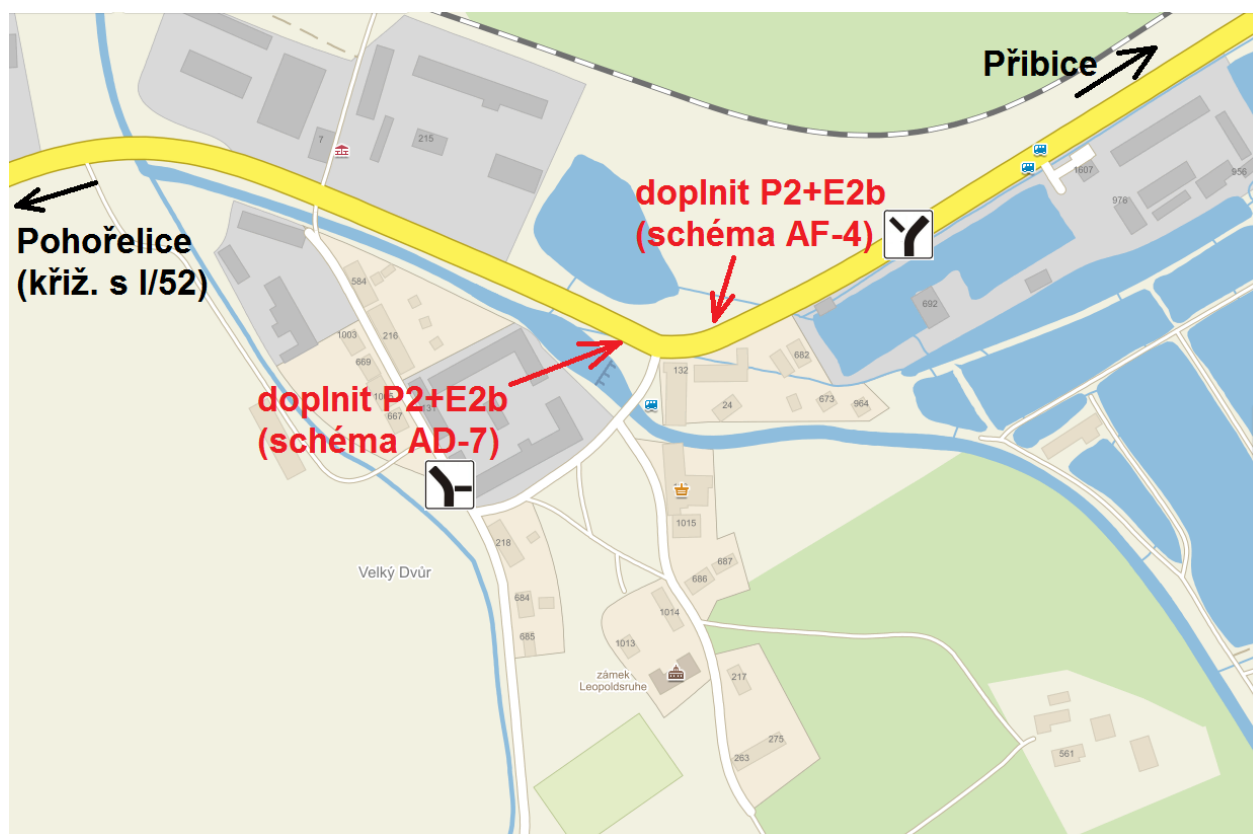 Přibice
7
215
1607
956
978
doplnit P2+E2b
(schéma AF-4)
Pohořelice
(křiž. s I/52)
584
692
1003
216
669
682
132
doplnit P2+E2b
(schéma AD-7)
667
24
673
964
218
1015
Velký Dvůr
687
686
684
685
1014
1013
zámek
Leopoldsruhe
217
275
263
561